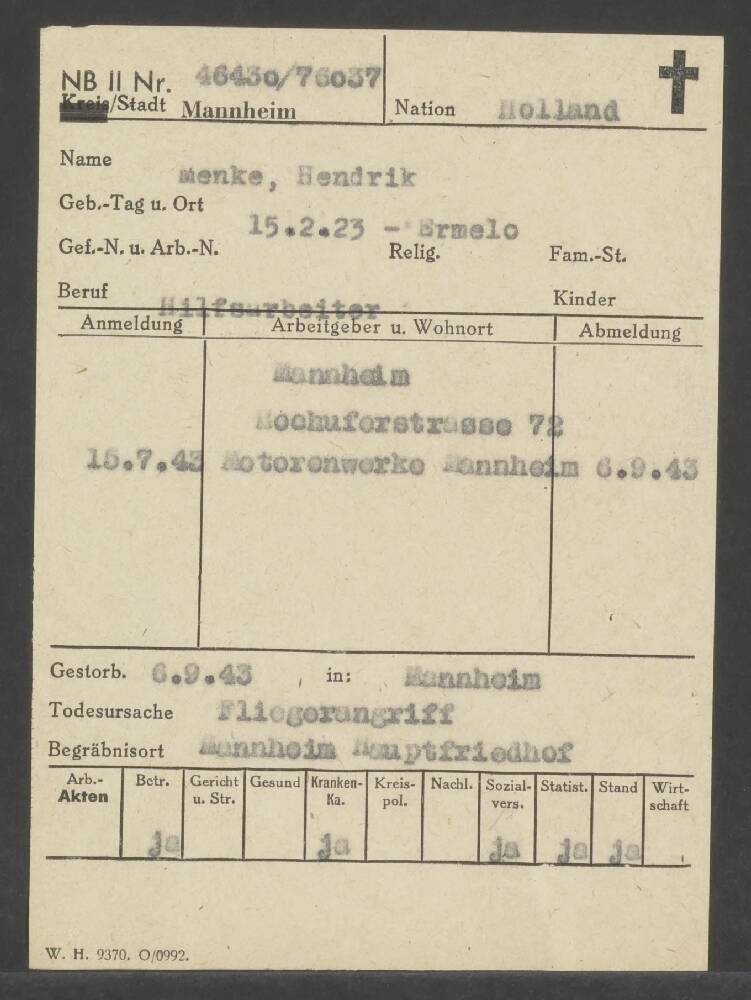 NB II Nr. 46430/76037
Kreis/Stadt Mannheim Nation Holland
Name Menke, Hendrik
Geb.-Tag u. Ort 15.2.23 - Ermelo
Gef.-N. u. Arb.-N. Relig. Fam.-St.
Beruf Hilfsarbeiter Kinder
Anmeldung Arbeitgeber u. Wohnort Abmeldung
Mannheim
Hochuferstrasse 72
15.7.43 Motorenwerke Mannheim 6.9.43
Gestorb. 6.9.43 in: Mannheim
Todesursache Fliegerangriff
Begräbnisort Mannheim Hauptfriedhof
Arb.- Betr. Gericht Gesund Kranken- Kreis- Nachl. Sozial- Statist. Stand Wirt-
Akten u. Str. Ka. pol. vers. schaft
ja ja ja ja ja
W. H. 9370. O/0992.